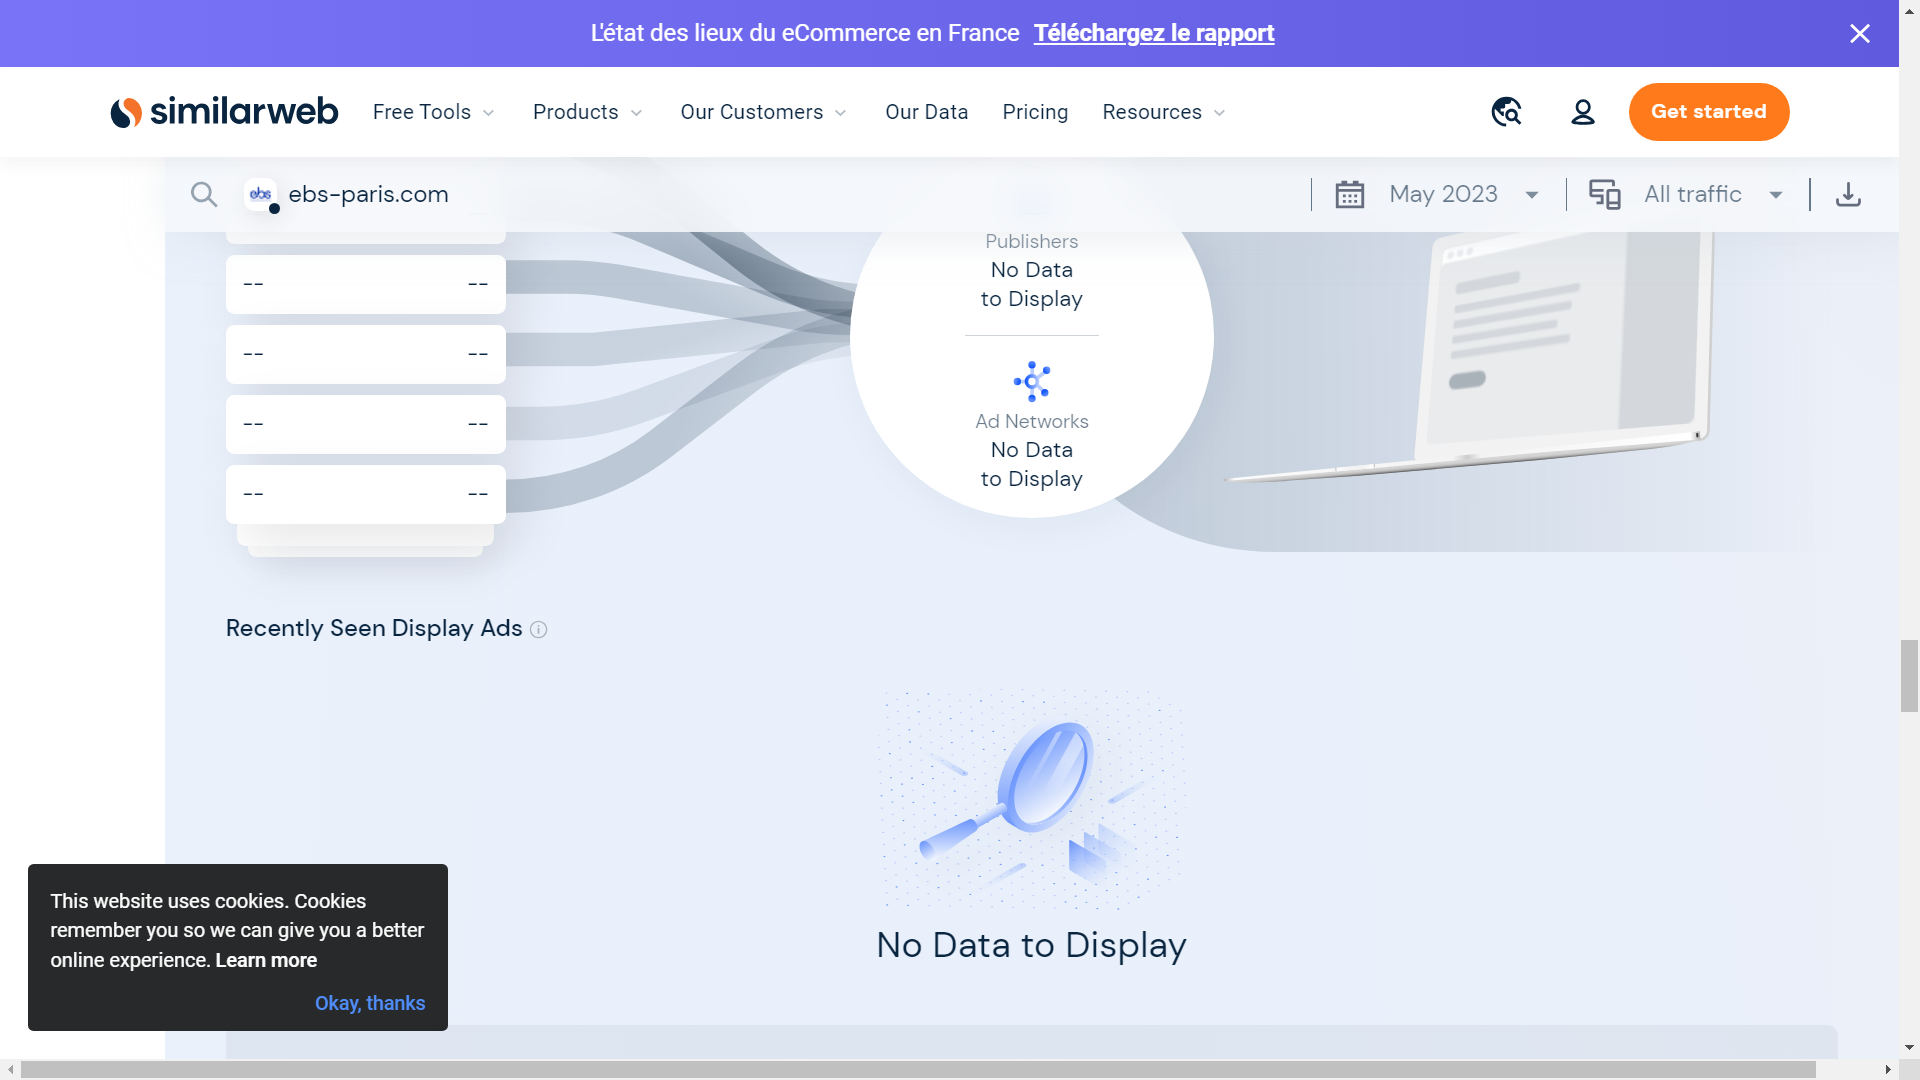 L'état des lieux du eCommerce en France Téléchargez le rapport
similarweb Free Tools Products Our Customers Our Data Pricing Resources Get started
ebs ebs-paris.com May 2023 All traffic
Publishers
No Data
to Display
-- --
-- --
-- --
-- --
Ad Networks
No Data
to Display
Recently Seen Display Ads
No Data to Display
This website uses cookies. Cookies
remember you so we can give you a better
online experience. Learn more
Okay, thanks